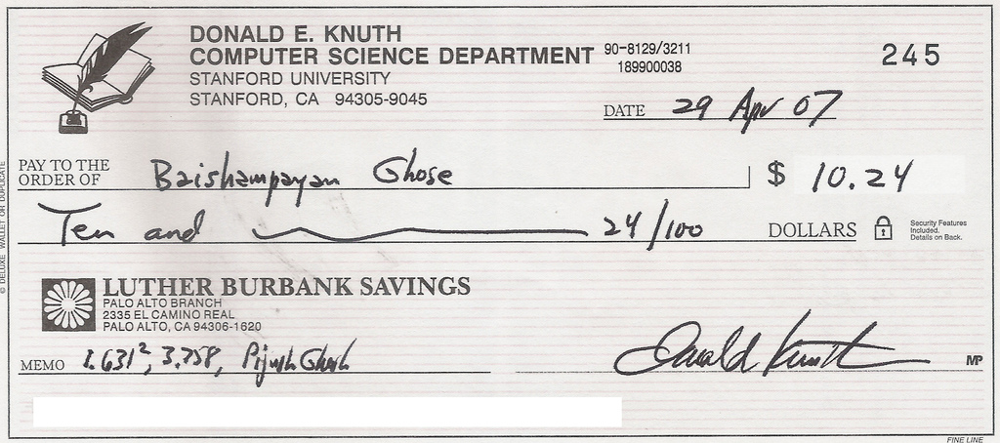 DONALD E. KNUTH
COMPUTER SCIENCE DEPARTMENT
STANFORD UNIVERSITY
STANFORD, CA 94305-9045
90-8129/3211
189900038
245
DATE 29 Apr 07
PAY TO THE
ORDER OF Baishampayan Ghose $ 10.24
Ten and 24/100 DOLLARS
Security Features
Included.
Details on Back.
© DELUXE WALLET OR DUPLICATE
LUTHER BURBANK SAVINGS
PALO ALTO BRANCH
2335 EL CAMINO REAL
PALO ALTO, CA 94306-1620
MEMO 1.631², 3.758, Pijush Ghosh
Donald Knuth
MP
FINE LINE